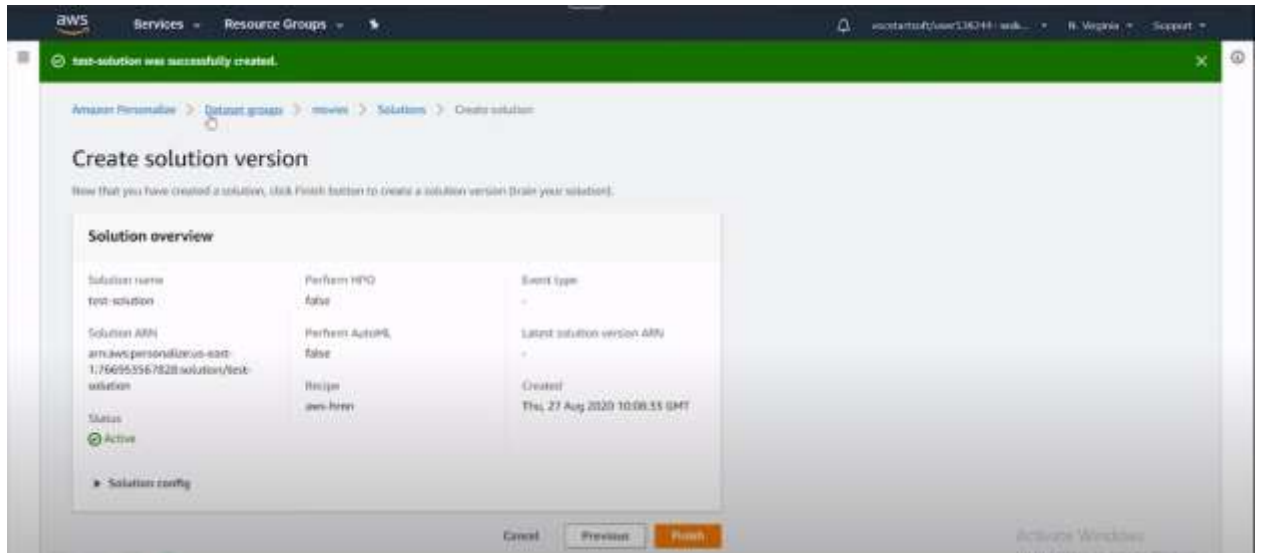 aws Services Resource Groups N. Virginia Support
test-solution was successfully created.
Amazon Personalize > Dataset groups > movies > Solutions > Create solution
Create solution version
Now that you have created a solution, click Finish button to create a solution version (train your solution).
Solution overview
Solution name Perform HPO Event type
test-solution false -
Solution ARN Perform AutoML Latest solution version ARN
arn:aws:personalize:us-east- false -
1:766953567828:solution/test-
solution Recipe Created
aws-hrnn Thu, 27 Aug 2020 10:08:35 GMT
Status
Active
Solution config
Cancel Previous Finish
Activate Windows